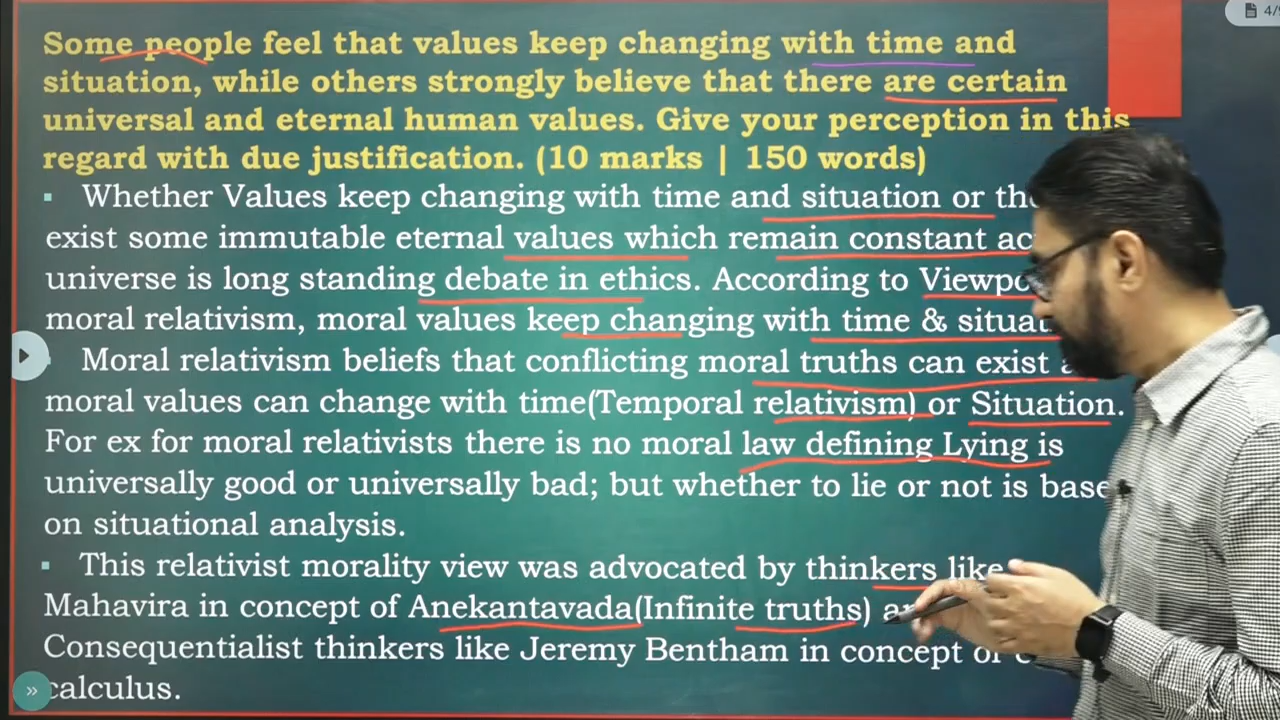 4/
Some people feel that values keep changing with time and
situation, while others strongly believe that there are certain
universal and eternal human values. Give your perception in this
regard with due justification. (10 marks | 150 words)
▪ Whether Values keep changing with time and situation or
exist some immutable eternal values which remain constant
universe is long standing debate in ethics. According to
moral relativism, moral values keep changing with time &
Moral relativism beliefs that conflicting moral truths can exist
moral values can change with time(Temporal relativism) or Situation.
For ex for moral relativists there is no moral law defining Lying is
universally good or universally bad; but whether to lie or not is
on situational analysis.
▪ This relativist morality view was advocated by thinkers like
Mahavira in concept of Anekantavada(Infinite truths)
Consequentialist thinkers like Jeremy Bentham in concept of
calculus.